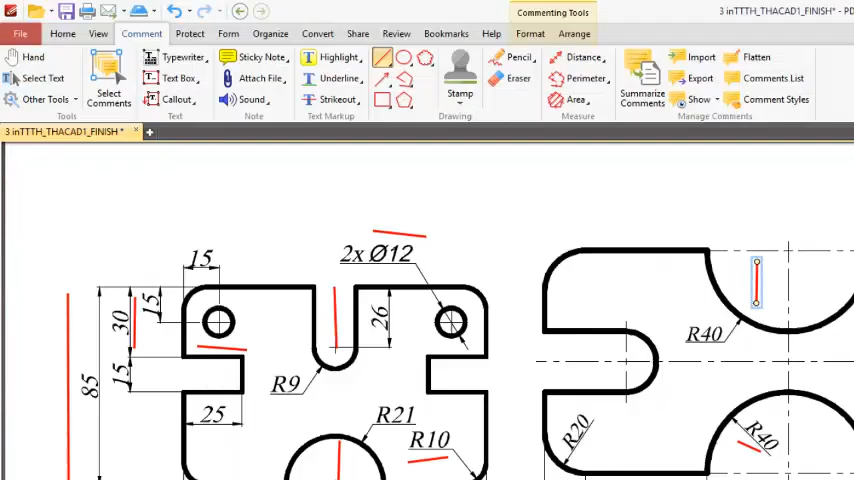 Commenting Tools
3 inTTTH_THACAD1_FINISH* - PD
File Home View Comment Protect Form Organize Convert Share Review Bookmarks Help Format Arrange
Hand Typewriter Sticky Note Highlight Pencil Distance Import Flatten
Select Text Text Box Attach File Underline Eraser Perimeter Export Comments List
Other Tools Callout Sound Strikeout Area Show Comment Styles
Select Comments
Stamp
Summarize Comments
Tools Text Text Markup Drawing Measure Manage Comments
3 inTTTH_THACAD1_FINISH *
2x Ø12
15
15
30
26
R40
15
85
R9
25
R21
R10
R20
R40